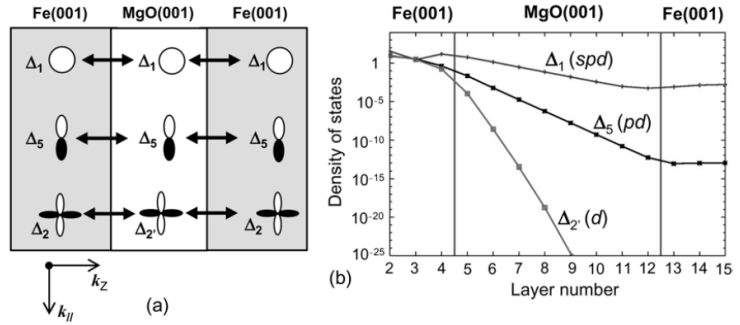 Fe(001) MgO(001) Fe(001)
Δ1 Δ1 Δ1
Δ5 Δ5 Δ5
Δ2 Δ2' Δ2
kz
k//
(a)
Fe(001) MgO(001) Fe(001)
Density of states
1
10-5
10-10
10-15
10-20
10-25
Δ1 (spd)
Δ5 (pd)
Δ2' (d)
2 3 4 5 6 7 8 9 10 11 12 13 14 15
Layer number
(b)